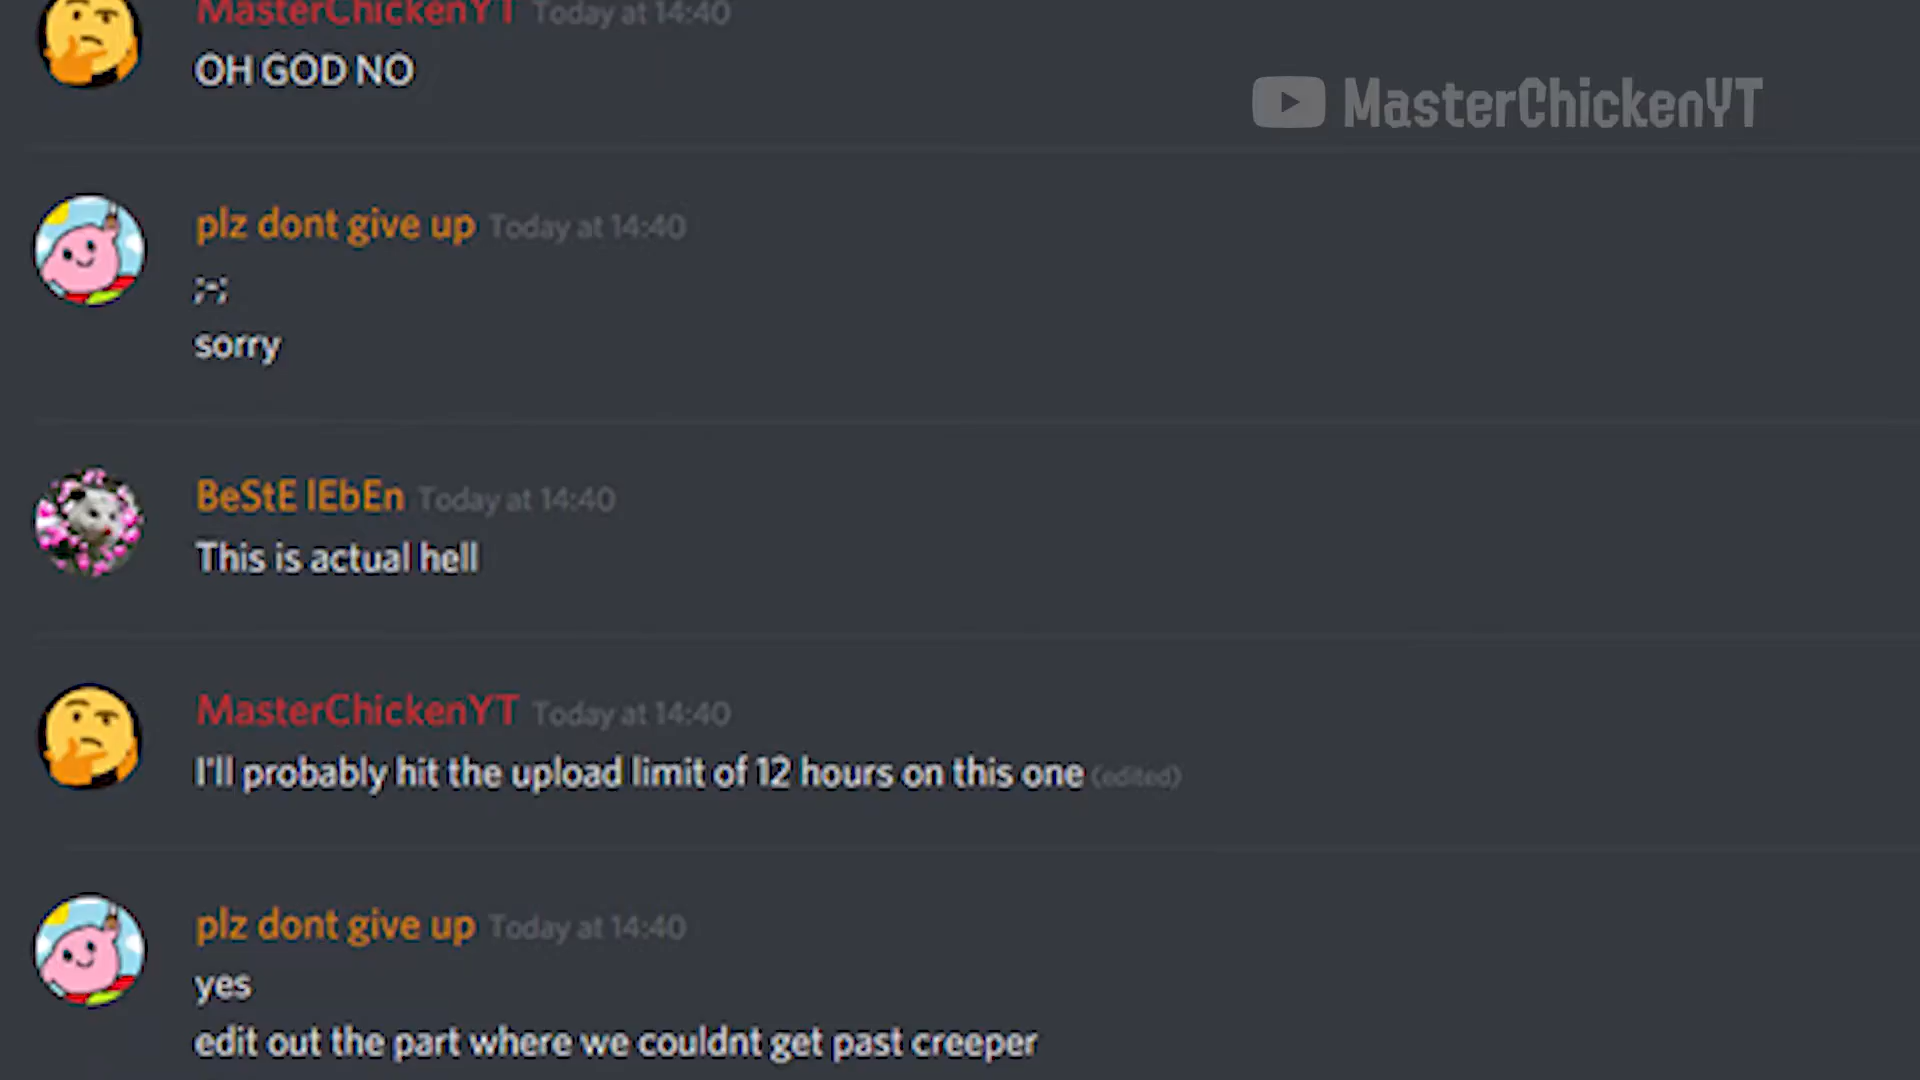 MasterChickenYT Today at 14:40
OH GOD NO
MasterChickenYT
plz dont give up Today at 14:40
;-;
sorry
BeStE lEbEn Today at 14:40
This is actual hell
MasterChickenYT Today at 14:40
I'll probably hit the upload limit of 12 hours on this one (edited)
plz dont give up Today at 14:40
yes
edit out the part where we couldnt get past creeper